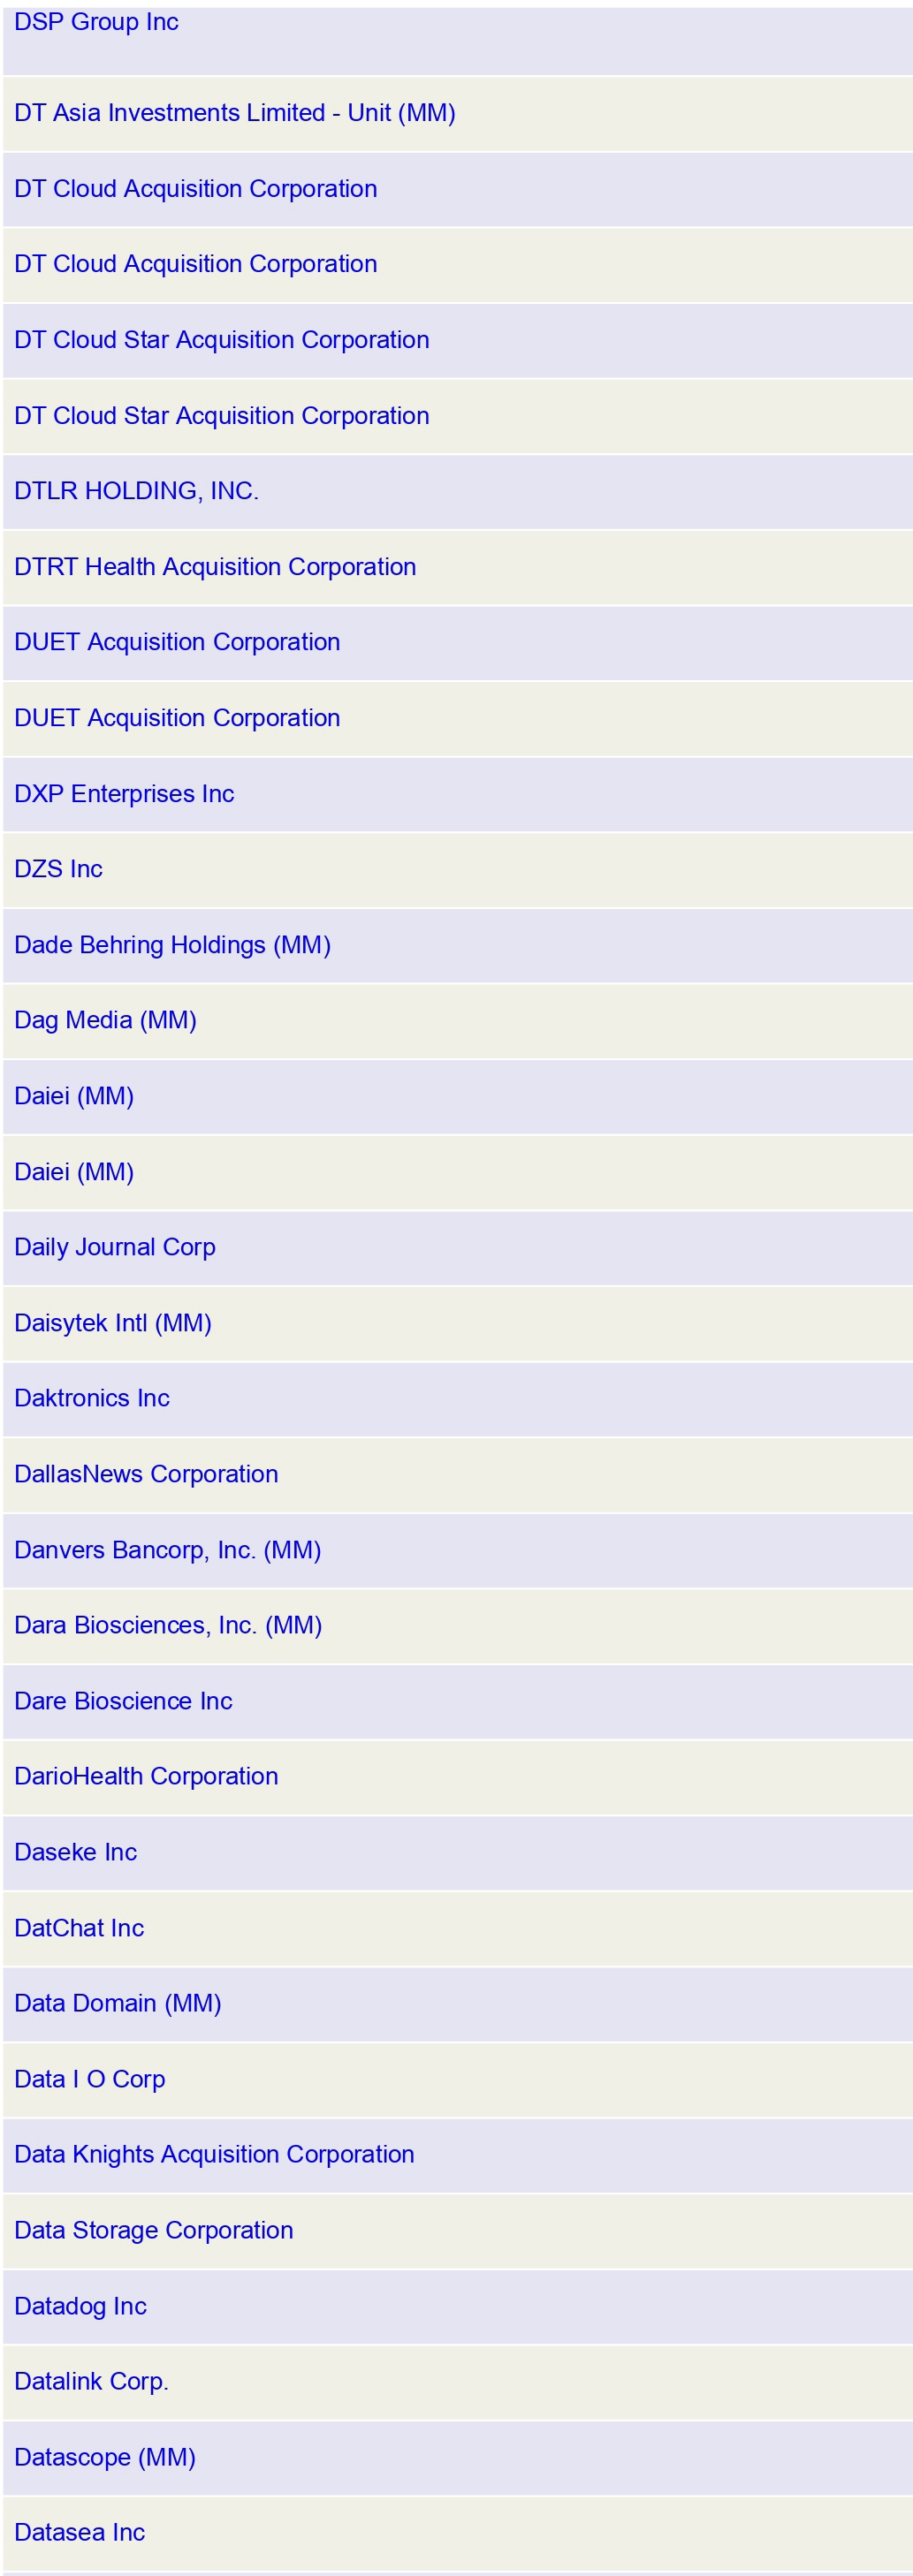 DSP Group Inc
DT Asia Investments Limited - Unit (MM)
DT Cloud Acquisition Corporation
DT Cloud Acquisition Corporation
DT Cloud Star Acquisition Corporation
DT Cloud Star Acquisition Corporation
DTLR HOLDING, INC.
DTRT Health Acquisition Corporation
DUET Acquisition Corporation
DUET Acquisition Corporation
DXP Enterprises Inc
DZS Inc
Dade Behring Holdings (MM)
Dag Media (MM)
Daiei (MM)
Daiei (MM)
Daily Journal Corp
Daisytek Intl (MM)
Daktronics Inc
DallasNews Corporation
Danvers Bancorp, Inc. (MM)
Dara Biosciences, Inc. (MM)
Dare Bioscience Inc
DarioHealth Corporation
Daseke Inc
DatChat Inc
Data Domain (MM)
Data I O Corp
Data Knights Acquisition Corporation
Data Storage Corporation
Datadog Inc
Datalink Corp.
Datascope (MM)
Datasea Inc